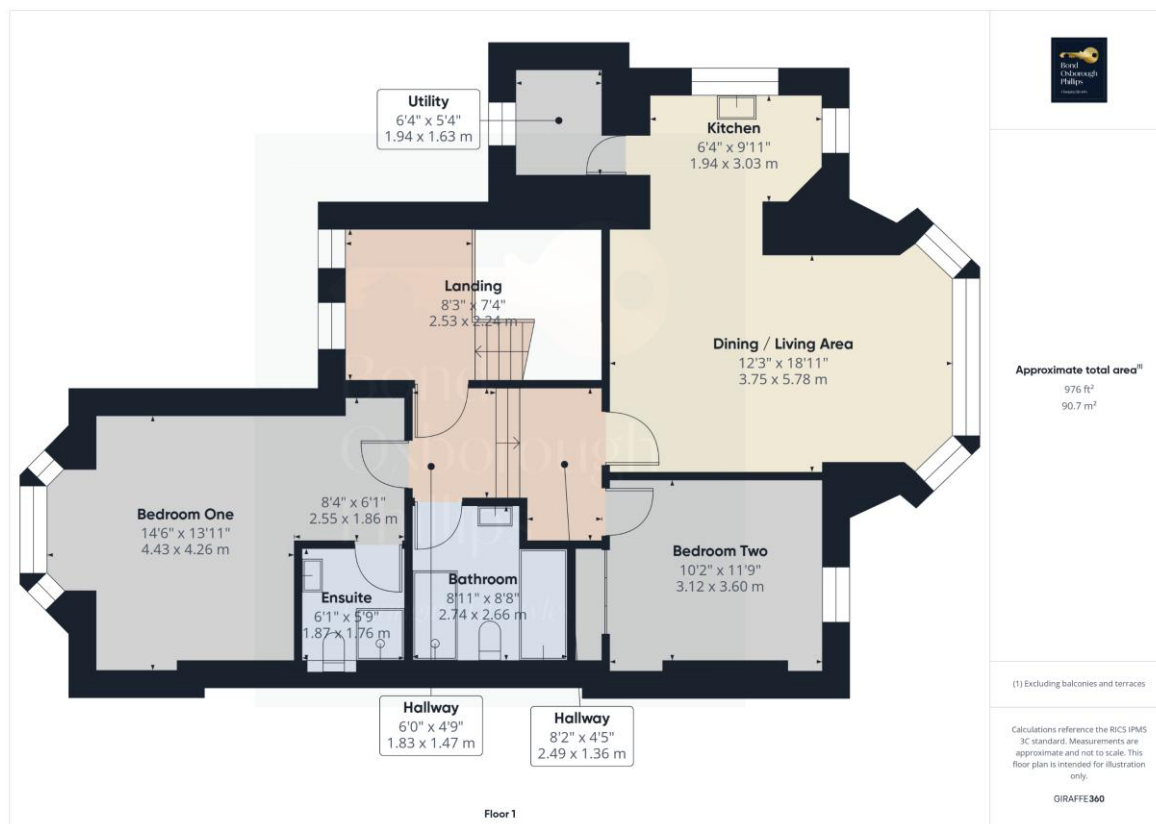 Utility
6'4" x 5'4"
1.94 x 1.63 m
Kitchen
6'4" x 9'11"
1.94 x 3.03 m
Landing
8'3" x 7'4"
2.53 x 2.24 m
Dining / Living Area
12'3" x 18'11"
3.75 x 5.78 m
Bedroom One
14'6" x 13'11"
4.43 x 4.26 m
8'4" x 6'1"
2.55 x 1.86 m
Ensuite
6'1" x 5'9"
1.87 x 1.76 m
Bathroom
8'11" x 8'8"
2.74 x 2.66 m
Bedroom Two
10'2" x 11'9"
3.12 x 3.60 m
Hallway
6'0" x 4'9"
1.83 x 1.47 m
Hallway
8'2" x 4'5"
2.49 x 1.36 m
Floor 1
Bond
Oxborough
Phillips
Bond
Oxborough
Phillips
Approximate total area(1)
976 ft²
90.7 m²
(1) Excluding balconies and terraces
Calculations reference the RICS IPMS
3C standard. Measurements are
approximate and not to scale. This
floor plan is intended for illustration
only.
GIRAFFE360